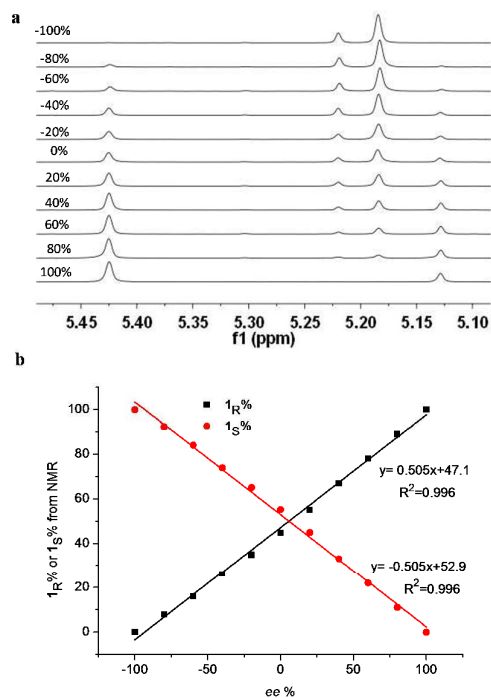 a
-100%
-80%
-60%
-40%
-20%
0%
20%
40%
60%
80%
100%
5.45 5.40 5.35 5.30 5.25 5.20 5.15 5.10
f1 (ppm)
b
1R%
1S%
100
80
60
40
20
0
1R% or 1S% from NMR
y= 0.505x+47.1
R²=0.996
y= -0.505x+52.9
R²=0.996
-100 -50 0 50 100
ee %